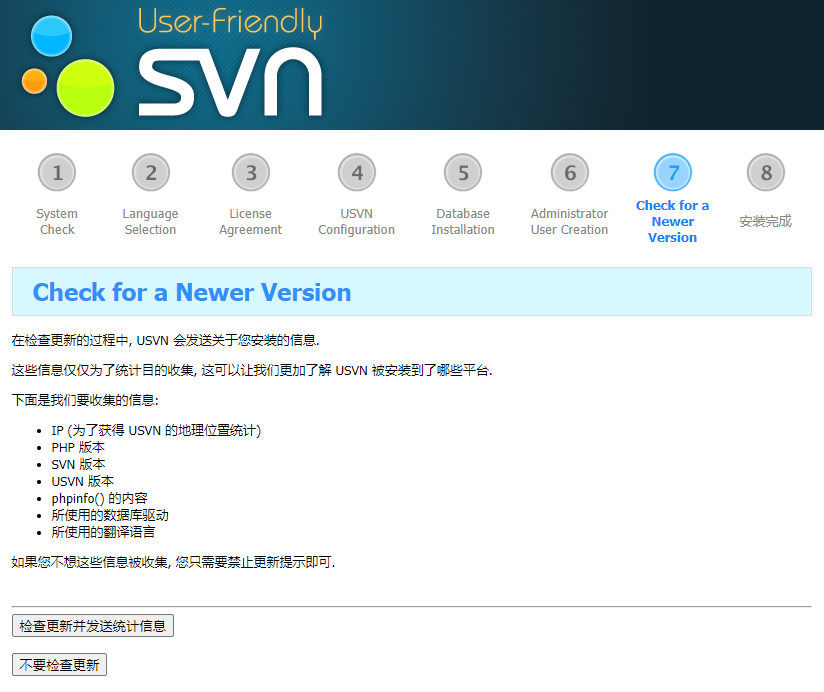 User-Friendly
SVN
1
2
3
4
5
6
7
8
System Check
Language Selection
License Agreement
USVN Configuration
Database Installation
Administrator User Creation
Check for a Newer Version
安装完成
Check for a Newer Version
在检查更新的过程中, USVN 会发送关于您安装的信息.
这些信息仅仅为了统计目的收集, 这可以让我们更加了解 USVN 被安装到了哪些平台.
下面是我们要收集的信息:
IP (为了获得 USVN 的地理位置统计)
PHP 版本
SVN 版本
USVN 版本
phpinfo() 的内容
所使用的数据库驱动
所使用的翻译语言
如果您不想这些信息被收集, 您只需要禁止更新提示即可.
检查更新并发送统计信息
不要检查更新